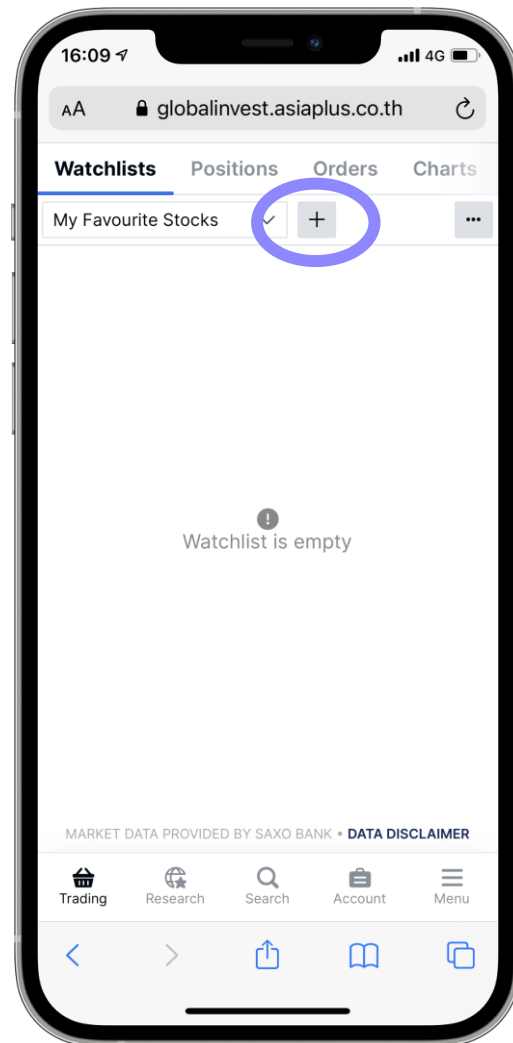 16:09 4G
AA globalinvest.asiaplus.co.th
Watchlists Positions Orders Charts
My Favourite Stocks + ...
Watchlist is empty
MARKET DATA PROVIDED BY SAXO BANK • DATA DISCLAIMER
Trading Research Search Account Menu